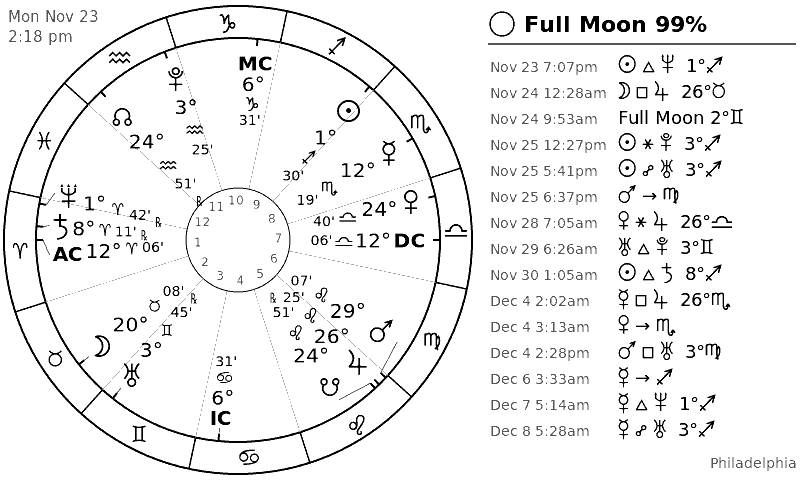 Mon Nov 23
2:18 pm
Full Moon 99%
Nov 23 7:07pm ☉ △ ♆ 1°♐
Nov 24 12:28am ☽ □ ♃ 26°♉
Nov 24 9:53am Full Moon 2°♊
Nov 25 12:27pm ☉ ⚹ ♇ 3°♐
Nov 25 5:41pm ☉ ☍ ♅ 3°♐
Nov 25 6:37pm ♂ → ♍
Nov 28 7:05am ♀ ⚹ ♃ 26°♎
Nov 29 6:26am ♅ △ ♇ 3°♊
Nov 30 1:05am ☉ △ ♄ 8°♐
Dec 4 2:02am ☿ □ ♃ 26°♏
Dec 4 3:13am ♀ → ♏
Dec 4 2:28pm ♂ □ ♅ 3°♍
Dec 6 3:33am ☿ → ♐
Dec 7 5:14am ☿ △ ♆ 1°♐
Dec 8 5:28am ☿ ☍ ♅ 3°♐
Philadelphia
MC
6°
♑
31'
☉
1°
♐
30'
☿
12°
♏
19'
♀ 24° ♎ 40'
DC 12° ♎ 06'
♂
29°
♌
07'
♃
26°
♌
25'
☋
24°
♌
51' ℞
31'
♋
6°
IC
♅
3°
♊
45' ℞
☽
20°
♉
08'
AC 12° ♈ 06'
♄ 8° ♈ 11' ℞
♆ 1° ♈ 42' ℞
☊
24°
♒
51' ℞
♇
3°
♒
25'
1
2
3
4
5
6
7
8
9
10
11
12
♑
♐
♏
♎
♍
♌
♋
♊
♉
♈
♓
♒